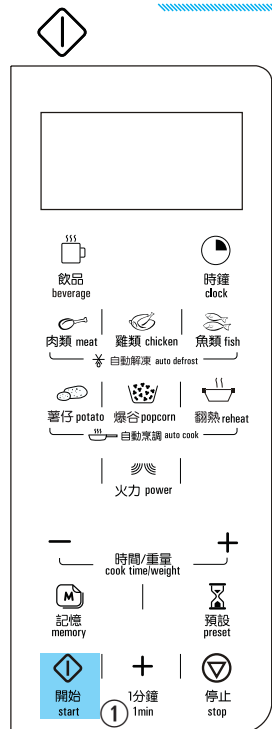 飲品 時鐘
beverage clock
肉類 meat 雞類 chicken 魚類 fish
自動解凍 auto defrost
薯仔 potato 爆谷 popcorn 翻熱 reheat
自動烹調 auto cook
火力 power
− +
時間/重量
cook time/weight
M
記憶 預設
memory preset
+
開始 1分鐘 停止
start 1 1min stop